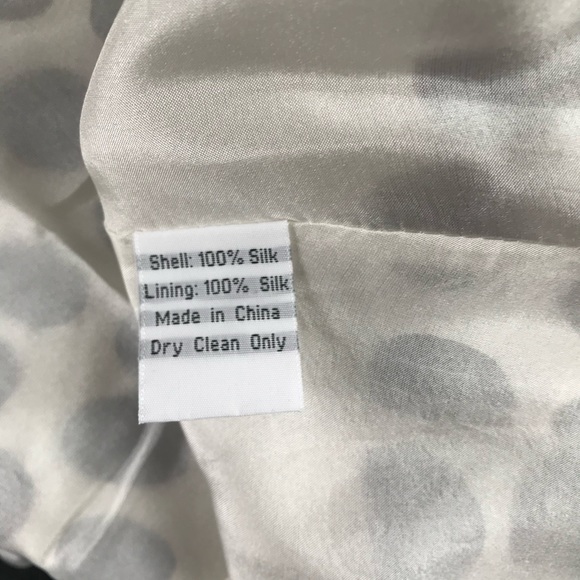 Shell: 100% Silk
Lining: 100% Silk
Made in China
Dry Clean Only